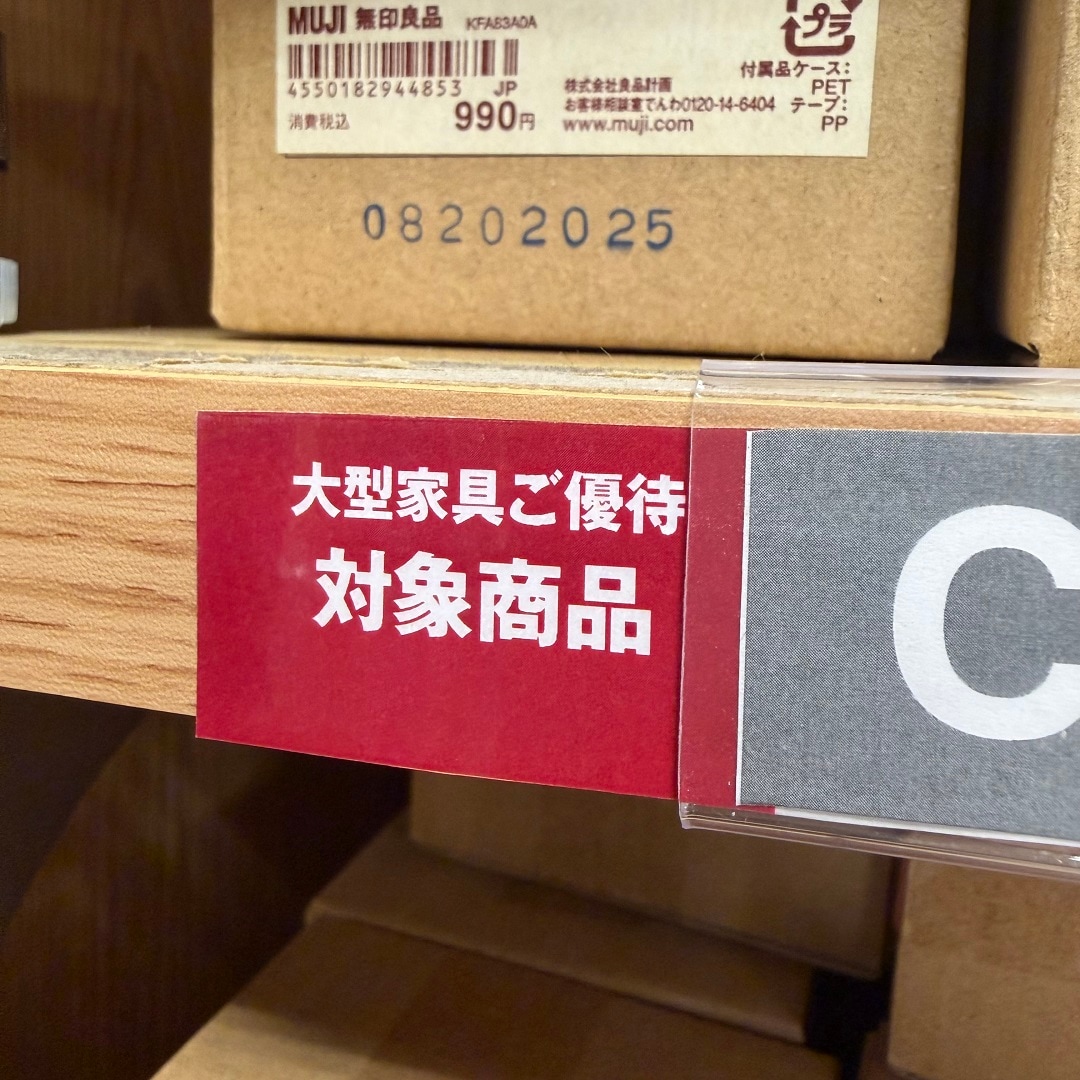 MUJI 無印良品 KFA83A0A
プラ
4550182944853 JP
消費税込 990円
株式会社良品計画
お客様相談室でんわ0120-14-6404
www.muji.com
付属品ケース:
PET
テープ:
PP
08202025
大型家具ご優待
対象商品
C